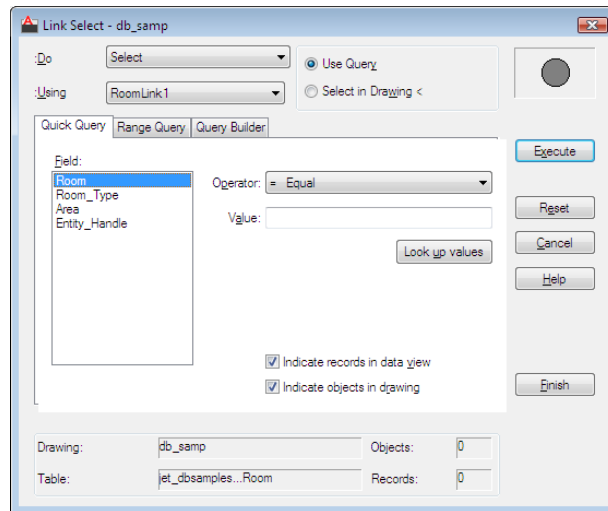 Link Select - db_samp
:Do
Select
:Using
RoomLink1
Use Query
Select in Drawing <
Quick Query
Range Query
Query Builder
Field:
Room
Room_Type
Area
Entity_Handle
Operator:
= Equal
Value:
Look up values
Indicate records in data view
Indicate objects in drawing
Execute
Reset
Cancel
Help
Finish
Drawing:
db_samp
Objects:
0
Table:
jet_dbsamples...Room
Records:
0